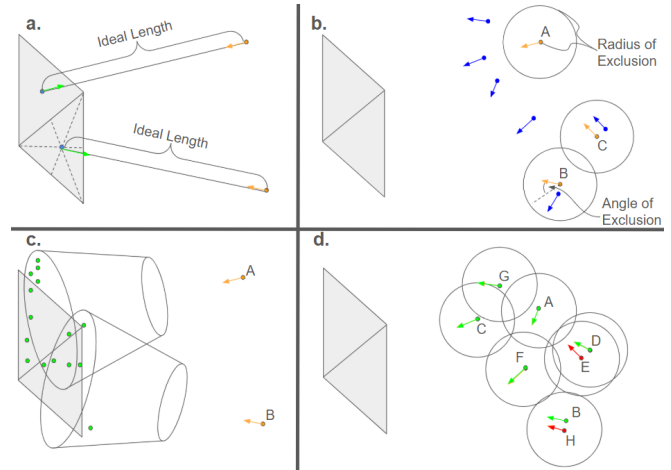 a.
Ideal Length
Ideal Length
b.
A
Radius of
Exclusion
C
B
Angle of
Exclusion
c.
A
B
d.
G
A
C
D
E
F
B
H